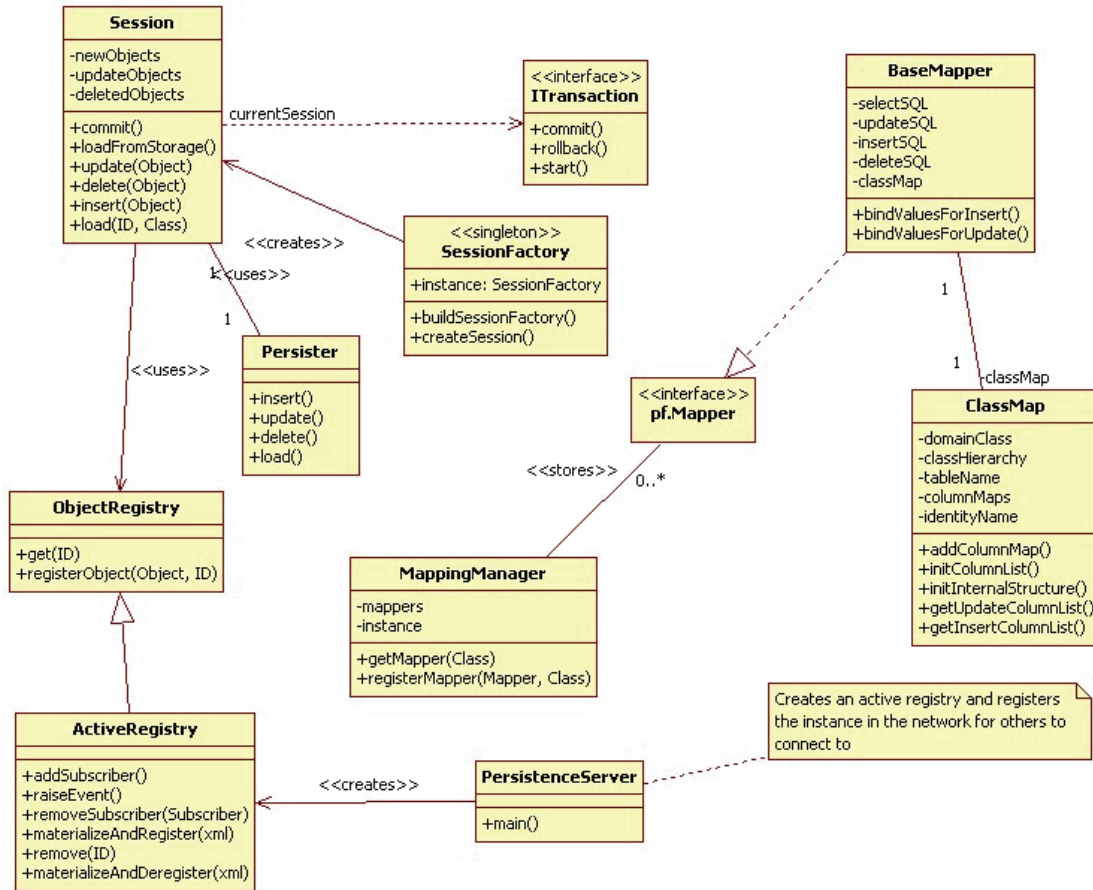 Session
-newObjects
-updateObjects
-deletedObjects
+commit()
+loadFromStorage()
+update(Object)
+delete(Object)
+insert(Object)
+load(ID, Class)
currentSession
<<interface>>
ITransaction
+commit()
+rollback()
+start()
BaseMapper
-selectSQL
-updateSQL
-insertSQL
-deleteSQL
-classMap
+bindValuesForInsert()
+bindValuesForUpdate()
<<creates>>
<<singleton>>
SessionFactory
+instance: SessionFactory
+buildSessionFactory()
+createSession()
1
<<uses>>
1
Persister
+insert()
+update()
+delete()
+load()
<<uses>>
1
1
-classMap
<<interface>>
pf.Mapper
<<stores>>
0..*
ClassMap
-domainClass
-classHierarchy
-tableName
-columnMaps
-identityName
+addColumnMap()
+initColumnList()
+initInternalStructure()
+getUpdateColumnList()
+getInsertColumnList()
ObjectRegistry
+get(ID)
+registerObject(Object, ID)
MappingManager
-mappers
-instance
+getMapper(Class)
+registerMapper(Mapper, Class)
ActiveRegistry
+addSubscriber()
+raiseEvent()
+removeSubscriber(Subscriber)
+materializeAndRegister(xml)
+remove(ID)
+materializeAndDeregister(xml)
<<creates>>
PersistenceServer
+main()
Creates an active registry and registers
the instance in the network for others to
connect to